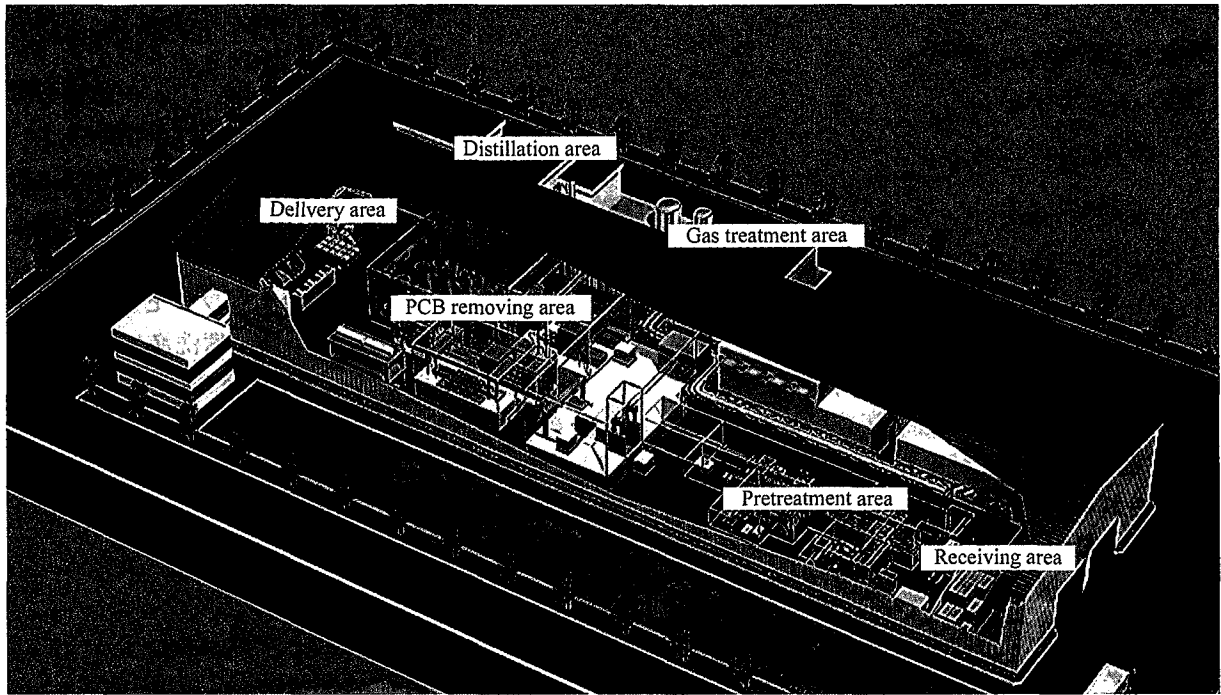 Distillation area
Dellvery area
Gas treatment area
PCB removing area
Pretreatment area
Receiving area